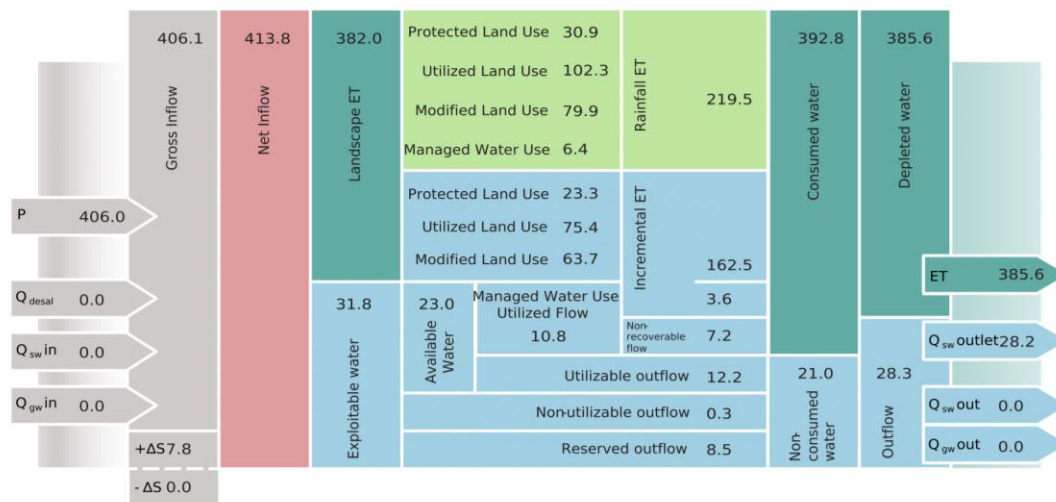 P 406.0
Q desal 0.0
Q sw in 0.0
Q gw in 0.0
406.1
Gross Inflow
+ΔS 7.8
- ΔS 0.0
413.8
Net Inflow
382.0
Landscape ET
31.8
Exploitable water
Protected Land Use 30.9
Utilized Land Use 102.3
Modified Land Use 79.9
Managed Water Use 6.4
Rainfall ET
219.5
Protected Land Use 23.3
Utilized Land Use 75.4
Modified Land Use 63.7
Incremental ET
162.5
3.6
23.0
Available
Water
Managed Water Use
Utilized Flow
10.8
Non-
recoverable
flow
7.2
Utilizable outflow 12.2
Non-utilizable outflow 0.3
Reserved outflow 8.5
392.8
Consumed water
21.0
Non-
consumed
water
385.6
Depleted water
28.3
Outflow
ET 385.6
Q sw outlet 28.2
Q sw out 0.0
Q gw out 0.0